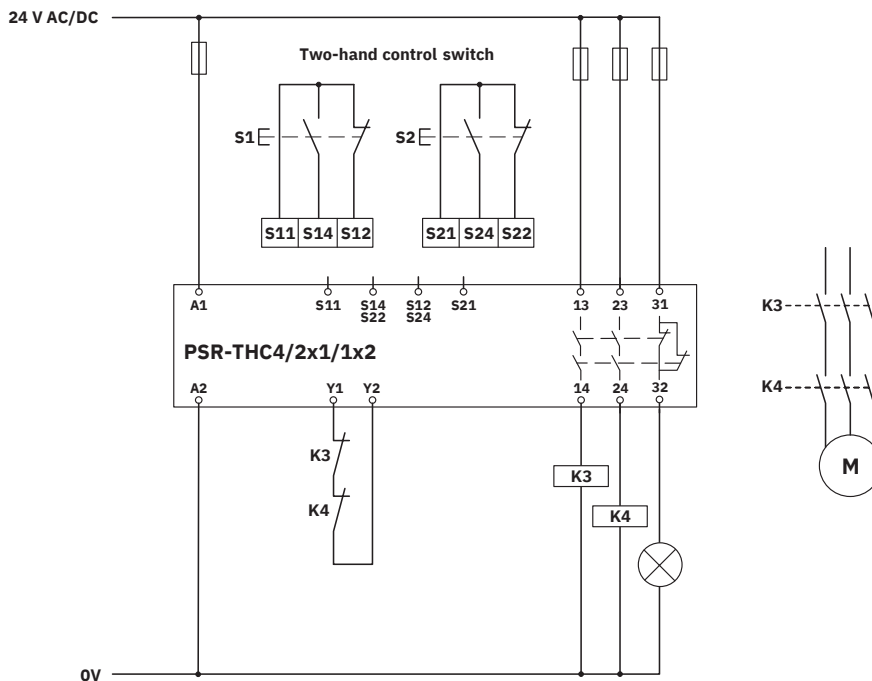 24 V AC/DC
Two-hand control switch
S1
S2
S11 S14 S12
S21 S24 S22
A1 S11 S14 S12 S21 13 23 31
S22 S24
PSR-THC4/2x1/1x2
A2 Y1 Y2 14 24 32
K3
K4
K3
K4
K3
K4
M
0V